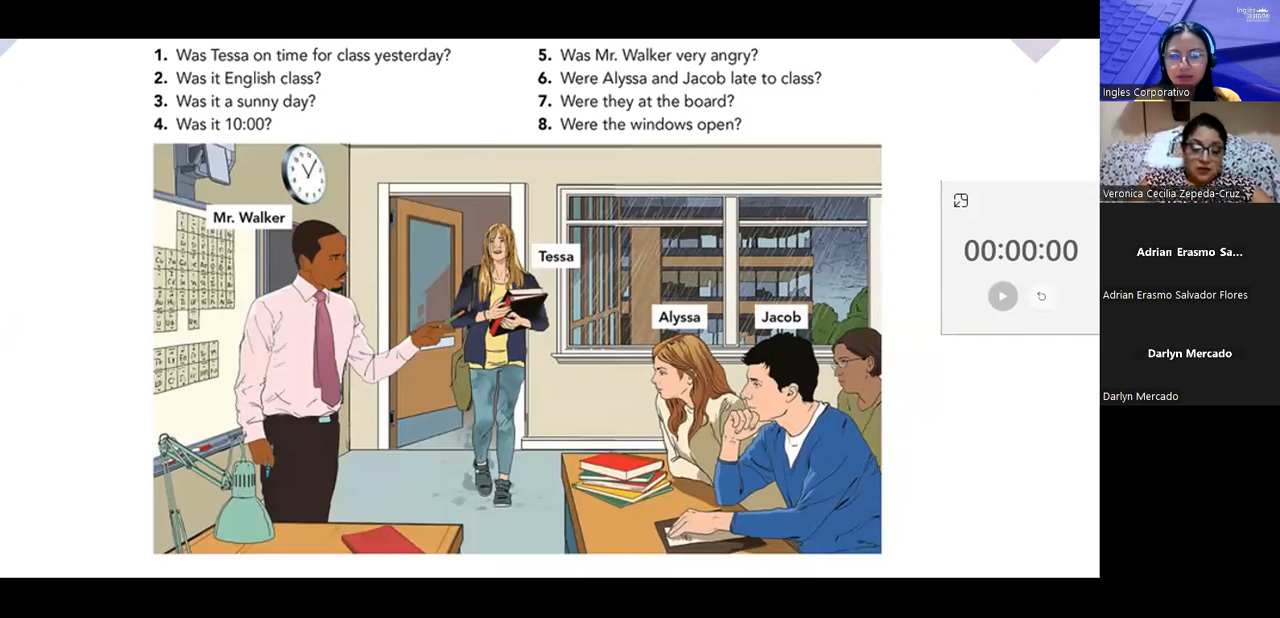 1. Was Tessa on time for class yesterday?
2. Was it English class?
3. Was it a sunny day?
4. Was it 10:00?
5. Was Mr. Walker very angry?
6. Were Alyssa and Jacob late to class?
7. Were they at the board?
8. Were the windows open?
Mr. Walker
Tessa
Alyssa
Jacob
00:00:00
Ingles Corporativo
Veronica Cecilia Zepeda-Cruz
Adrian Erasmo Sa...
Adrian Erasmo Salvador Flores
Darlyn Mercado
Darlyn Mercado